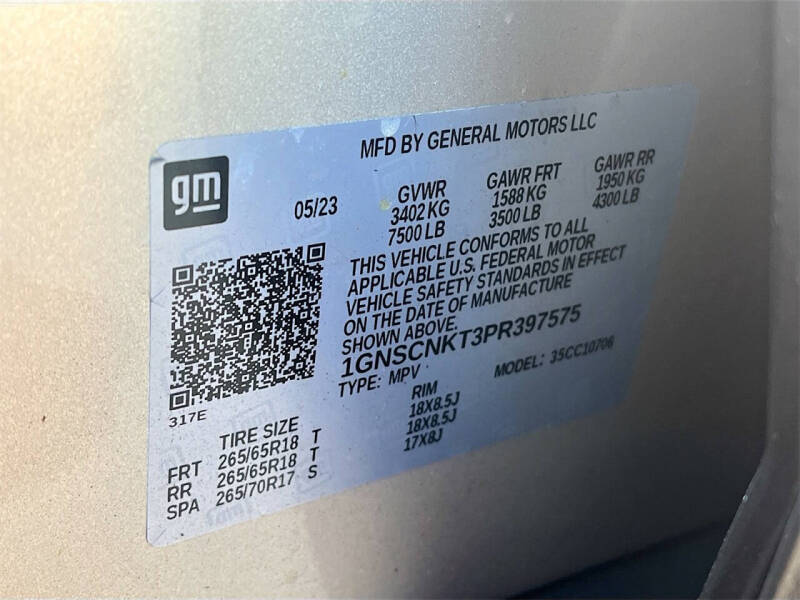 MFD BY GENERAL MOTORS LLC
gm
05/23
GVWR GAWR FRT GAWR RR
3402 KG 1588 KG 1950 KG
7500 LB 3500 LB 4300 LB
THIS VEHICLE CONFORMS TO ALL
APPLICABLE U.S. FEDERAL MOTOR
VEHICLE SAFETY STANDARDS IN EFFECT
ON THE DATE OF MANUFACTURE
SHOWN ABOVE.
1GNSCNKT3PR397575
TYPE: MPV MODEL: 35CC10706
317E
TIRE SIZE RIM
FRT 265/65R18 T 18X8.5J
RR 265/65R18 T 18X8.5J
SPA 265/70R17 S 17X8J